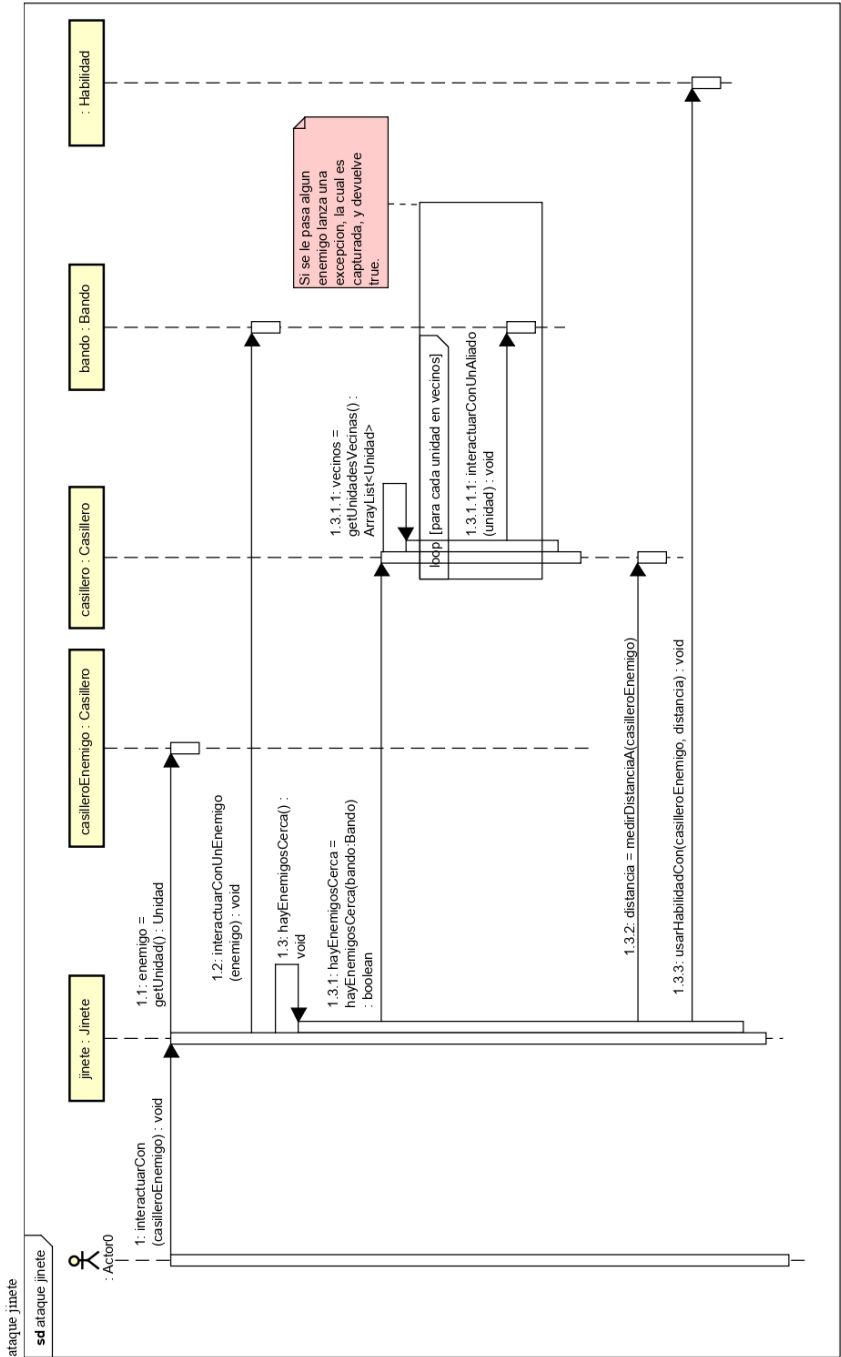 ataque jinete
sd ataque jinete
: Actor0
jinete : Jinete
casilleroEnemigo : Casillero
casillero : Casillero
bando : Bando
: Habilidad
1: interactuarCon
(casilleroEnemigo) : void
1.1: enemigo =
getUnidad() : Unidad
1.2: interactuarConUnEnemigo
(enemigo) : void
1.3: hayEnemigosCerca() :
void
1.3.1: hayEnemigosCerca =
hayEnemigosCerca(bando:Bando)
: boolean
1.3.1.1: vecinos =
getUnidadesVecinas() :
ArrayList<Unidad>
Si se le pasa algun
enemigo lanza una
excepcion, la cual es
capturada, y devuelve
true.
loop [para cada unidad en vecinos]
1.3.1.1.1: interactuarConUnAliado
(unidad) : void
1.3.2: distancia = medirDistanciaA(casilleroEnemigo)
1.3.3: usarHabilidadCon(casilleroEnemigo, distancia) : void